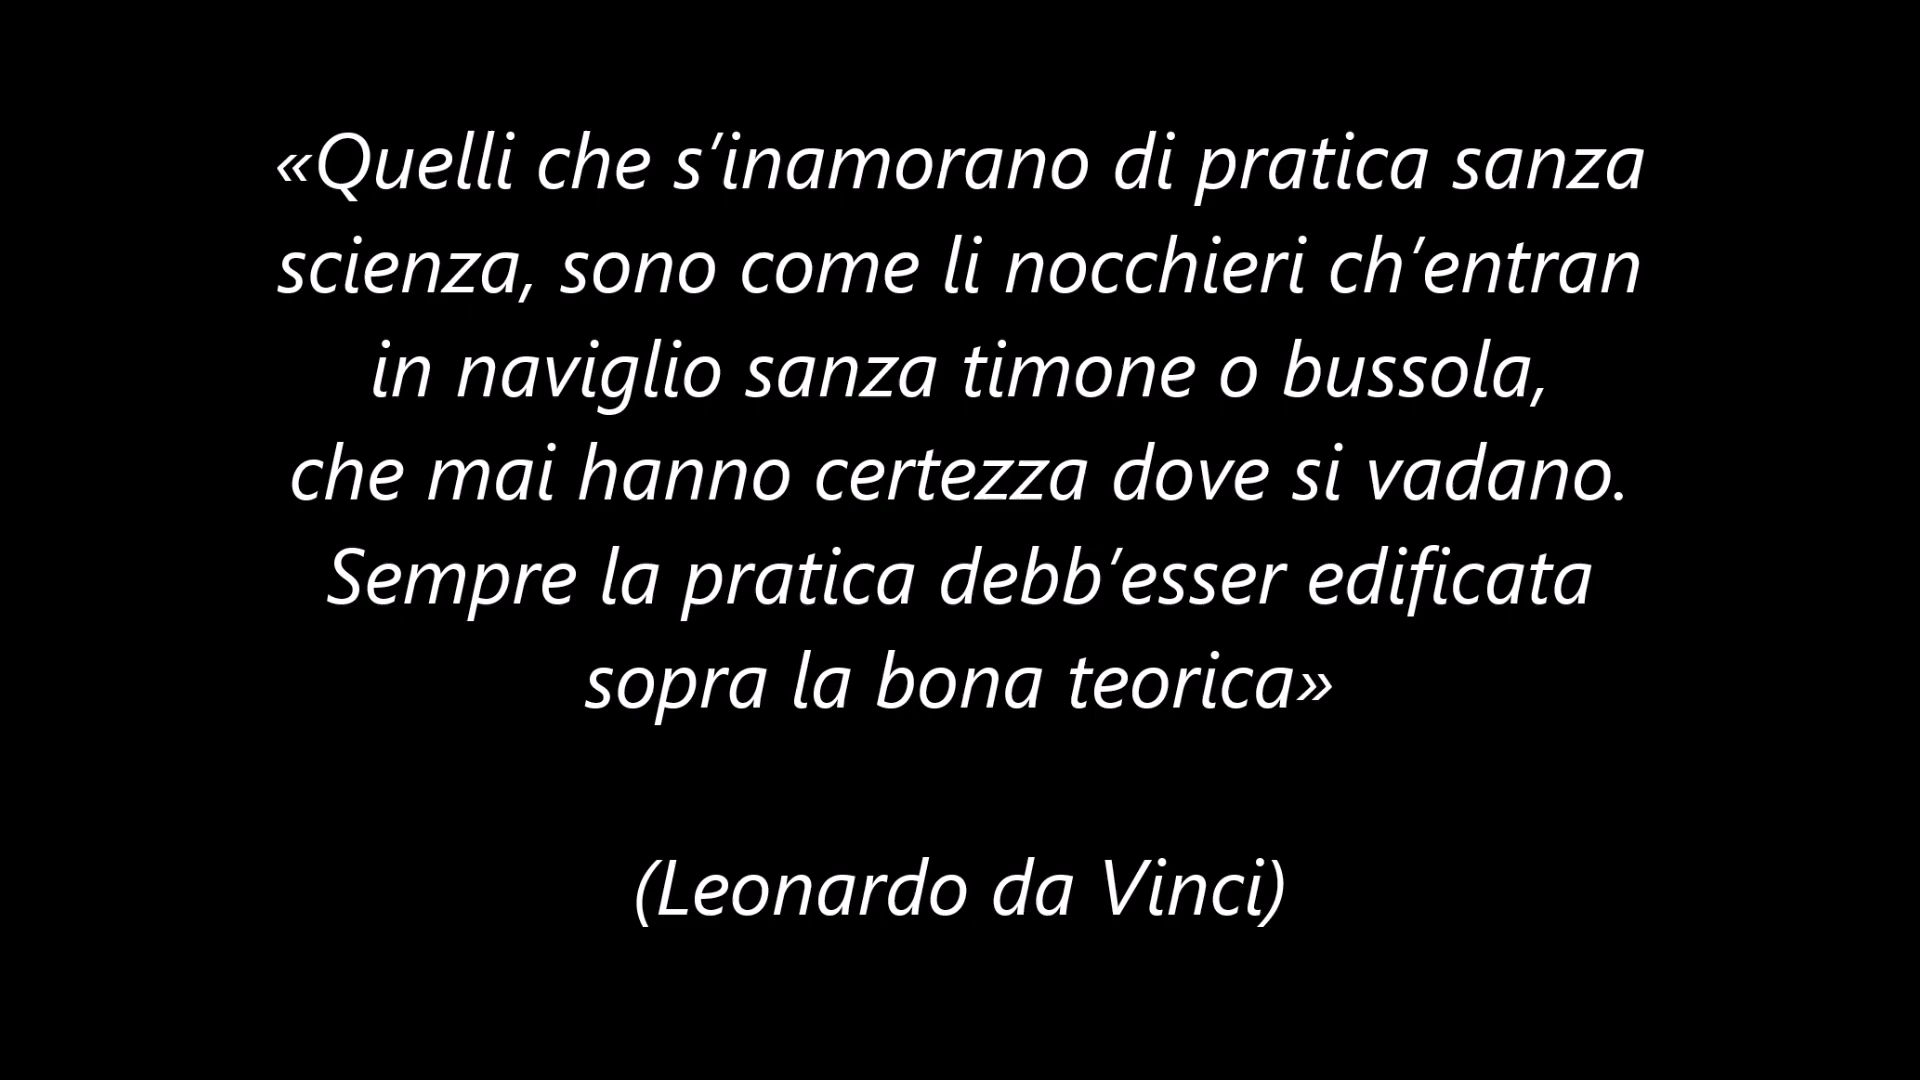 «Quelli che s’inamorano di pratica sanza
scienza, sono come li nocchieri ch’entran
in naviglio sanza timone o bussola,
che mai hanno certezza dove si vadano.
Sempre la pratica debb’esser edificata
sopra la bona teorica»
(Leonardo da Vinci)